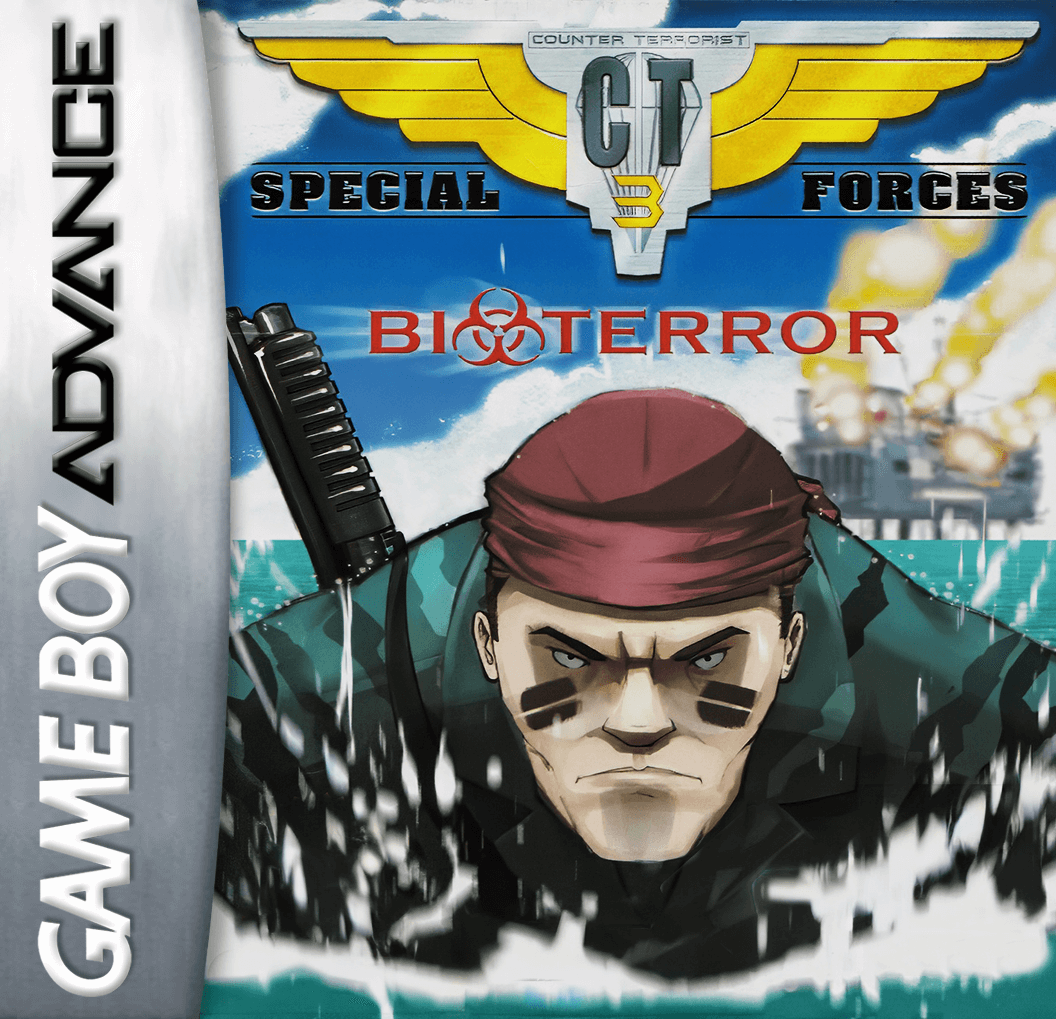 GAME BOY ADVANCE
COUNTER TERRORIST
CT
SPECIAL FORCES
3
BIOTERROR